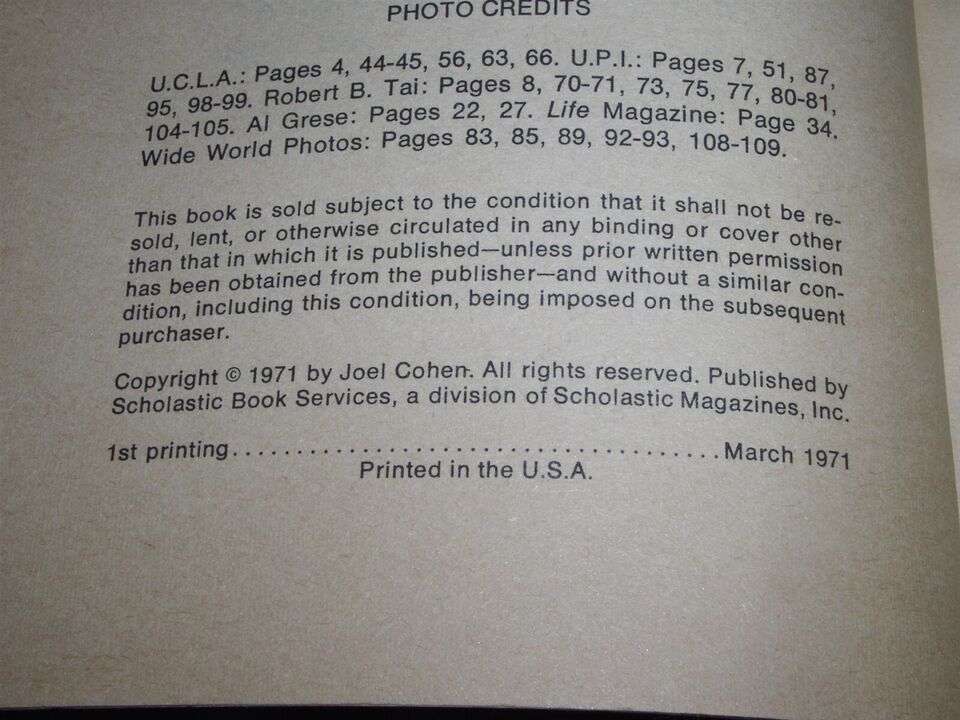 PHOTO CREDITS
U.C.L.A.: Pages 4, 44-45, 56, 63, 66. U.P.I.: Pages 7, 51, 87,
95, 98-99. Robert B. Tai: Pages 8, 70-71, 73, 75, 77, 80-81,
104-105. Al Grese: Pages 22, 27. Life Magazine: Page 34.
Wide World Photos: Pages 83, 85, 89, 92-93, 108-109.
This book is sold subject to the condition that it shall not be re-
sold, lent, or otherwise circulated in any binding or cover other
than that in which it is published—unless prior written permission
has been obtained from the publisher—and without a similar con-
dition, including this condition, being imposed on the subsequent
purchaser.
Copyright © 1971 by Joel Cohen. All rights reserved. Published by
Scholastic Book Services, a division of Scholastic Magazines, Inc.
1st printing.......................................March 1971
Printed in the U.S.A.